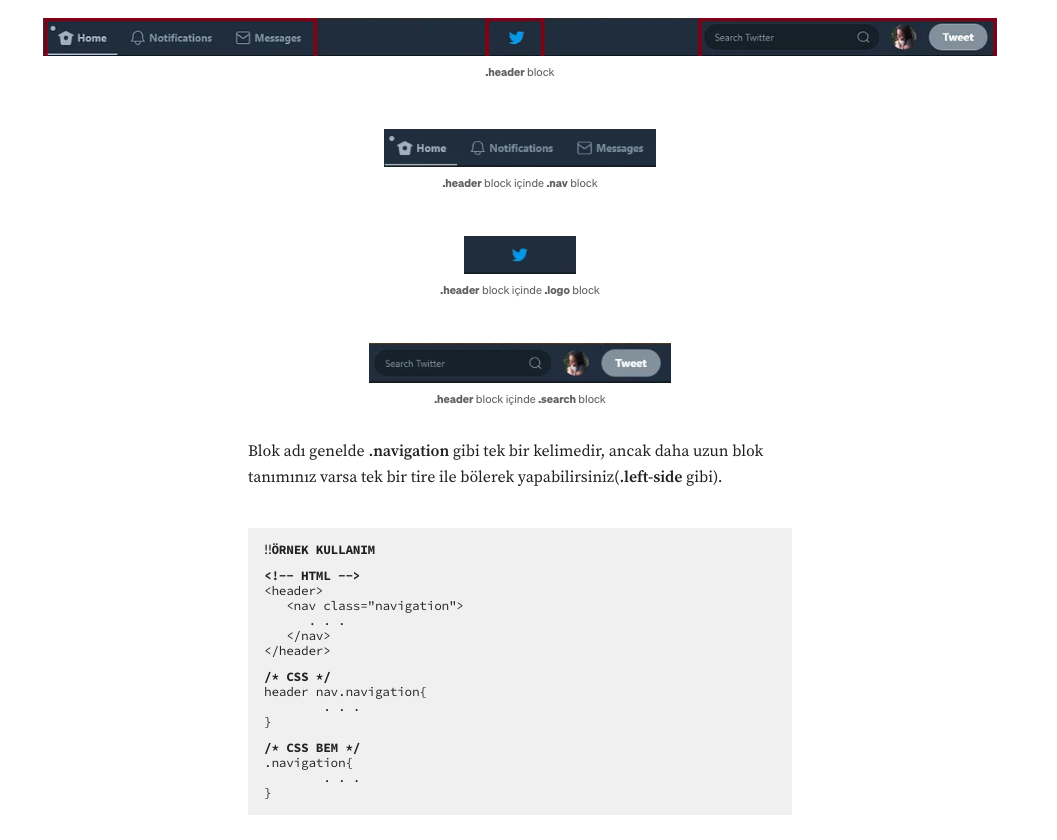 Home Notifications Messages Search Twitter Tweet
.header block
Home Notifications Messages
.header block içinde .nav block
.header block içinde .logo block
Search Twitter Tweet
.header block içinde .search block
Blok adı genelde .navigation gibi tek bir kelimedir, ancak daha uzun blok
tanımınız varsa tek bir tire ile bölerek yapabilirsiniz(.left-side gibi).
‼ÖRNEK KULLANIM
<!-- HTML -->
<header>
   <nav class="navigation">
      . . .
   </nav>
</header>
/* CSS */
header nav.navigation{
        . . .
}
/* CSS BEM */
.navigation{
        . . .
}